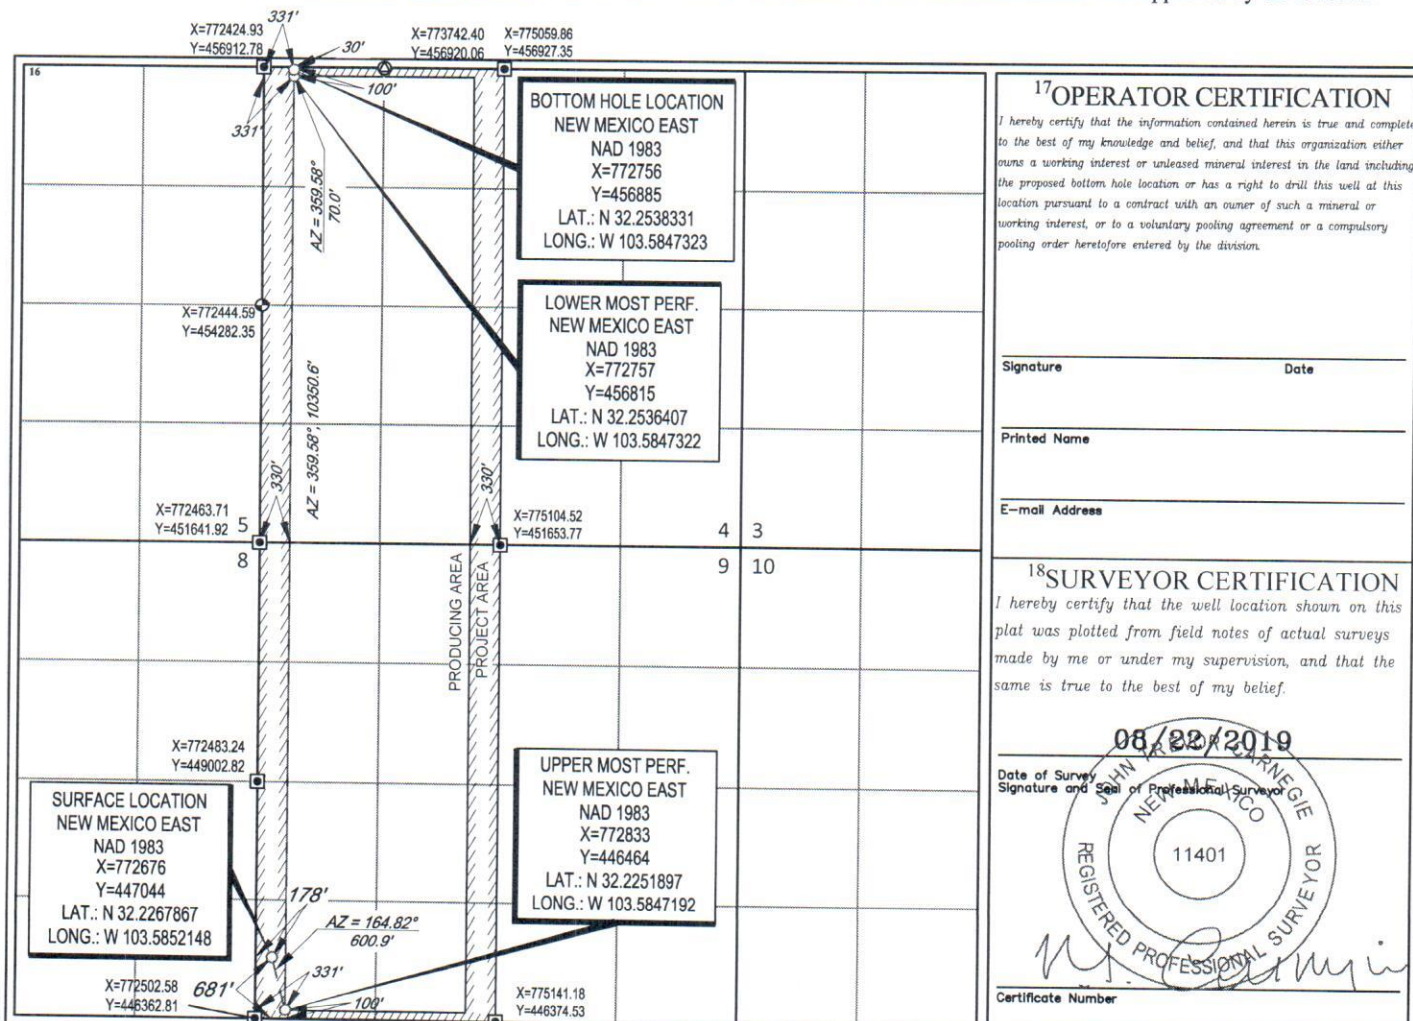 X=772424.93
Y=456912.78
331'
30'
X=773742.40
Y=456920.06
X=775059.86
Y=456927.35
16
100'
331'
AZ = 359.58°
70.0'
BOTTOM HOLE LOCATION
NEW MEXICO EAST
NAD 1983
X=772756
Y=456885
LAT.: N 32.2538331
LONG.: W 103.5847323
X=772444.59
Y=454282.35
LOWER MOST PERF.
NEW MEXICO EAST
NAD 1983
X=772757
Y=456815
LAT.: N 32.2536407
LONG.: W 103.5847322
AZ = 359.58°, 10350.6'
330'
330'
X=772463.71
Y=451641.92
5
8
X=775104.52
Y=451653.77
4
3
9
10
PRODUCING AREA
PROJECT AREA
X=772483.24
Y=449002.82
SURFACE LOCATION
NEW MEXICO EAST
NAD 1983
X=772676
Y=447044
LAT.: N 32.2267867
LONG.: W 103.5852148
UPPER MOST PERF.
NEW MEXICO EAST
NAD 1983
X=772833
Y=446464
LAT.: N 32.2251897
LONG.: W 103.5847192
178'
AZ = 164.82°
600.9'
331'
681'
100'
X=772502.58
Y=446362.81
X=775141.18
Y=446374.53
17 OPERATOR CERTIFICATION
I hereby certify that the information contained herein is true and complete
to the best of my knowledge and belief, and that this organization either
owns a working interest or unleased mineral interest in the land including
the proposed bottom hole location or has a right to drill this well at this
location pursuant to a contract with an owner of such a mineral or
working interest, or to a voluntary pooling agreement or a compulsory
pooling order heretofore entered by the division.
Signature Date
Printed Name
E-mail Address
18 SURVEYOR CERTIFICATION
I hereby certify that the well location shown on this
plat was plotted from field notes of actual surveys
made by me or under my supervision, and that the
same is true to the best of my belief.
08/22/2019
Date of Survey
Signature and Seal of Professional Surveyor
JOHN TREVOR CARNEGIE
NEW MEXICO
11401
REGISTERED PROFESSIONAL SURVEYOR
Certificate Number